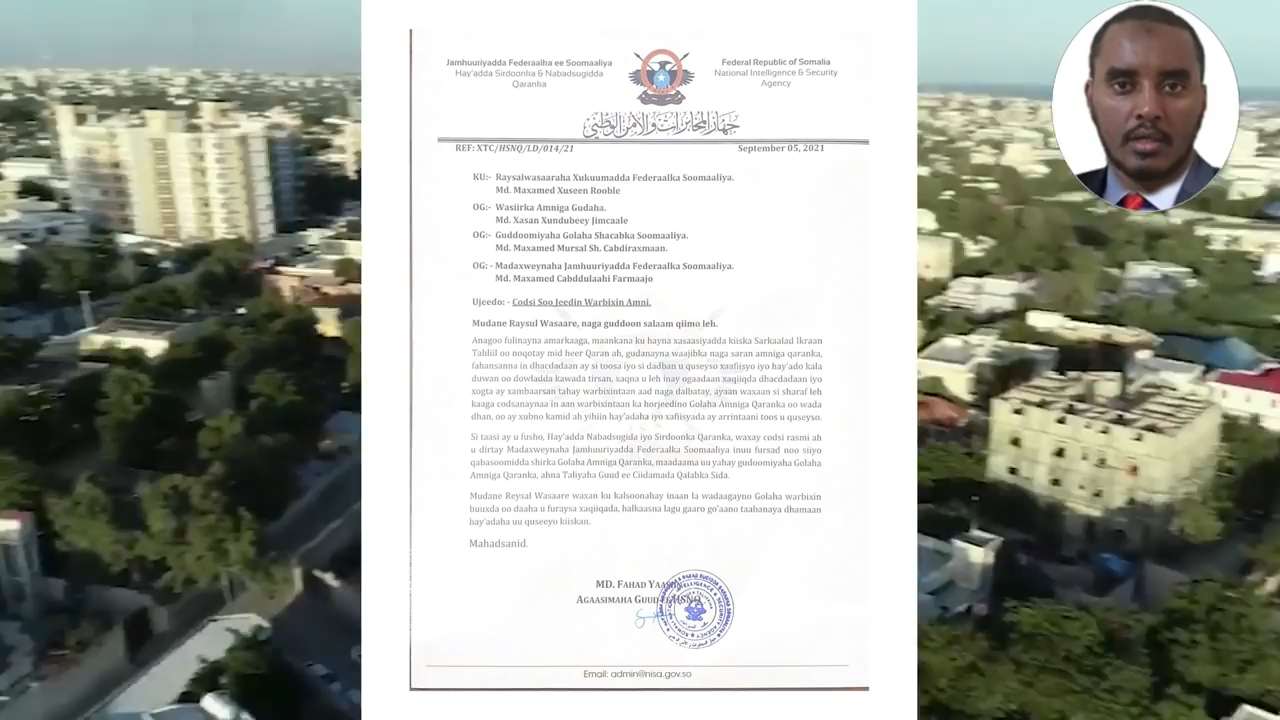 Jamhuuriyadda Federaalka ee Soomaaliya
Hay'adda Sirdoonka & Nabadsugidda
Qaranka
Federal Republic of Somalia
National Intelligence & Security
Agency
جهاز المخابرات والأمن الوطني
REF: XTC/HSNQ/LD/014/21
September 05, 2021
KU:- Raysalwasaaraha Xukuumadda Federaalka Soomaaliya.
Md. Maxamed Xuseen Rooble
OG:- Wasiirka Amniga Gudaha.
Md. Xasan Xundubeey Jimcaale
OG:- Guddoomiyaha Golaha Shacabka Soomaaliya.
Md. Maxamed Mursal Sh. Cabdiraxmaan.
OG: - Madaxweynaha Jamhuuriyadda Federaalka Soomaaliya.
Md. Maxamed Cabddulaahi Farmaajo
Ujeedo: - Codsi Soo Jeedin Warbixin Amni.
Mudane Raysul Wasaare, naga guddoon salaam qiimo leh.
Anagoo fulinayna amarkaaga, maankana ku hayna xasaasiyadda kiiska Sarkaalad Ikraan
Tahliil oo noqotay mid heer Qaran ah, gudanayna waajibka naga saran amniga qaranka,
fahansanna in dhacdadaan ay si toosa iyo si dadban u quseyso xaafiisyo iyo hay'ado kala
duwan oo dowladda kawada tirsan, xaqna u leh inay ogaadaan xaqiiqda dhacdadaan iyo
xogta ay xambaarsan tahay warbixintaan aad naga dalbatay, ayaan waxaan si sharaf leh
kaaga codsanaynaa in aan warbixintaan ka horjeedino Golaha Amniga Qaranka oo wada
dhan, oo ay xubno kamid ah yihiin hay'adaha iyo xafiisyada ay arrintaani toos u quseyso.
Si taasi ay u fusho, Hay'adda Nabadsugida iyo Sirdoonka Qaranka, waxay codsi rasmi ah
u dirtay Madaxweynaha Jamhuuriyadda Federaalka Soomaaliya inuu fursad noo siiyo
qabasoomidda shirka Golaha Amniga Qaranka, maadaama uu yahay gudoomiyaha Golaha
Amniga Qaranka, ahna Taliyaha Guud ee Ciidamada Qalabka Sida.
Mudane Reysal Wasaare waxan ku kalsoonahay inaan la wadaagayno Golaha warbixin
buuxda oo daaha u furaysa xaqiiqada, halkaasna lagu gaaro go'aano taabanaya dhamaan
hay'adaha uu quseeyo kiiskan.
Mahadsanid.
MD. FAHAD YAASIN
AGAASIMAHA GUUD EE HSNQ
Email: admin@nisa.gov.so